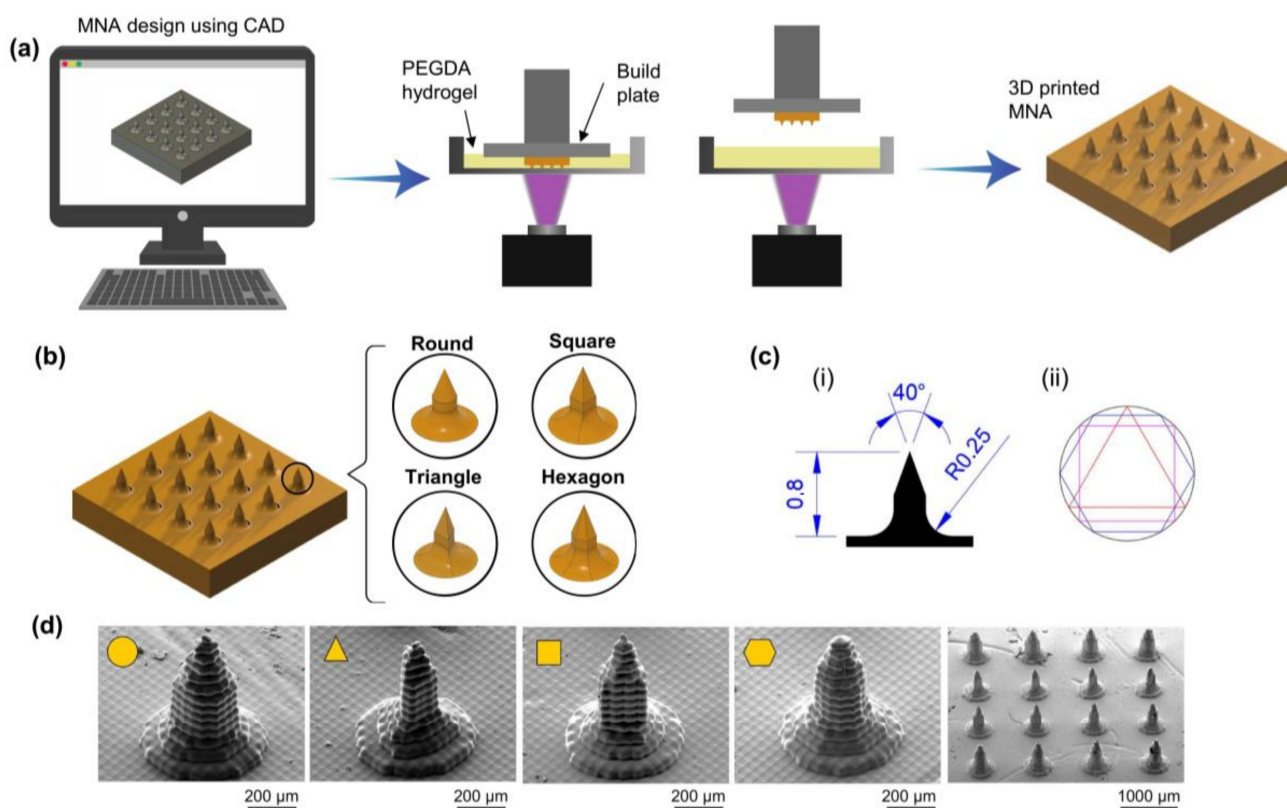 MNA design using CAD
(a)
PEGDA
hydrogel
Build
plate
3D printed
MNA
(b)
Round
Square
Triangle
Hexagon
(c)
(i)
(ii)
40°
0.8
R0.25
(d)
200 µm
200 µm
200 µm
200 µm
1000 µm